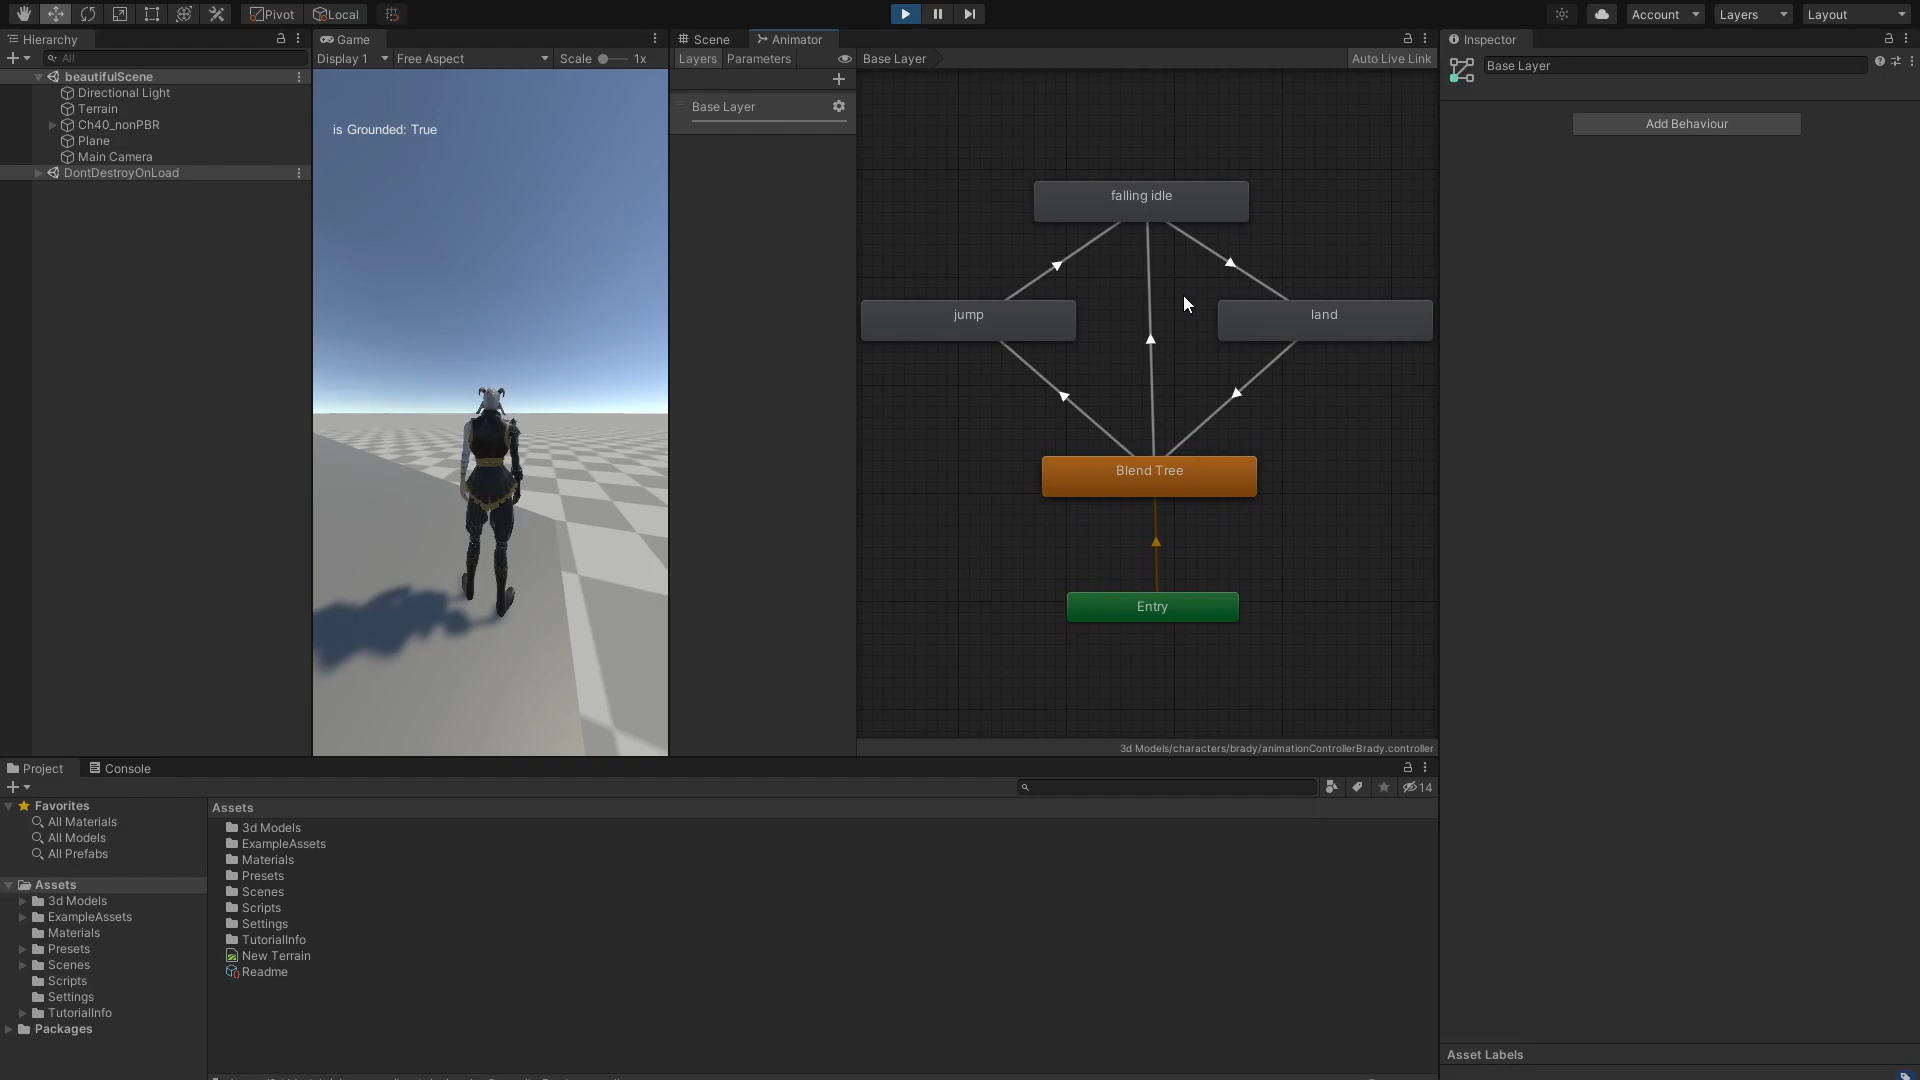 Pivot
Local
Account
Layers
Layout
Hierarchy
All
beautifulScene
Directional Light
Terrain
Ch40_nonPBR
Plane
Main Camera
DontDestroyOnLoad
Game
Display 1
Free Aspect
Scale
1x
is Grounded: True
Scene
Animator
Layers
Parameters
Base Layer
Auto Live Link
Base Layer
falling idle
jump
land
Blend Tree
Entry
3d Models/characters/brady/animationControllerBrady.controller
Inspector
Base Layer
Add Behaviour
Asset Labels
Project
Console
14
Favorites
All Materials
All Models
All Prefabs
Assets
3d Models
ExampleAssets
Materials
Presets
Scenes
Scripts
Settings
TutorialInfo
Packages
Assets
3d Models
ExampleAssets
Materials
Presets
Scenes
Scripts
Settings
TutorialInfo
New Terrain
Readme